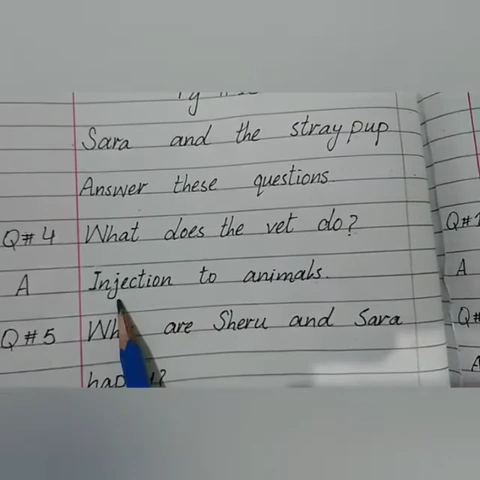 Sara and the stray pup
Answer these questions
Q#4 What does the vet do?
A Injection to animals.
Q#5 are Sheru and Sara
Q#
A
Q#